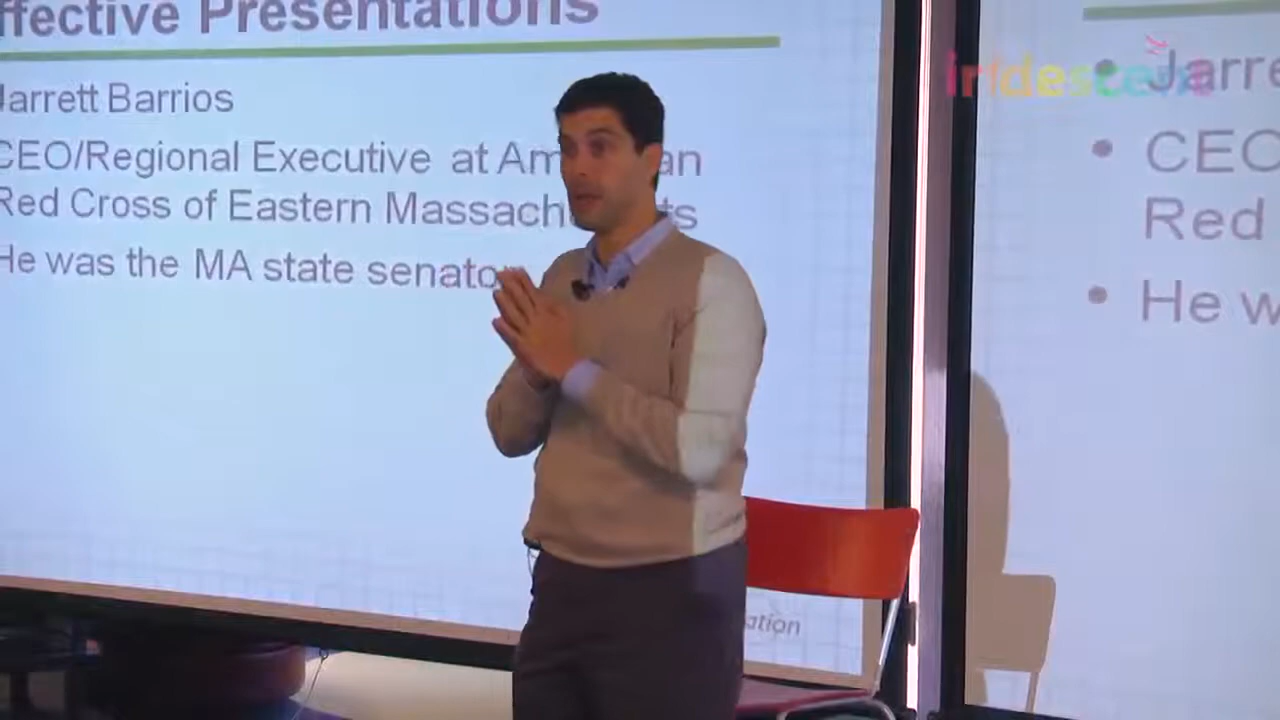 ffective Presentations
Jarrett Barrios
CEO/Regional Executive at Am an
Red Cross of Eastern Massach ts
He was the MA state senato
ation
iridescent
Jarre
CEO
Red
He w